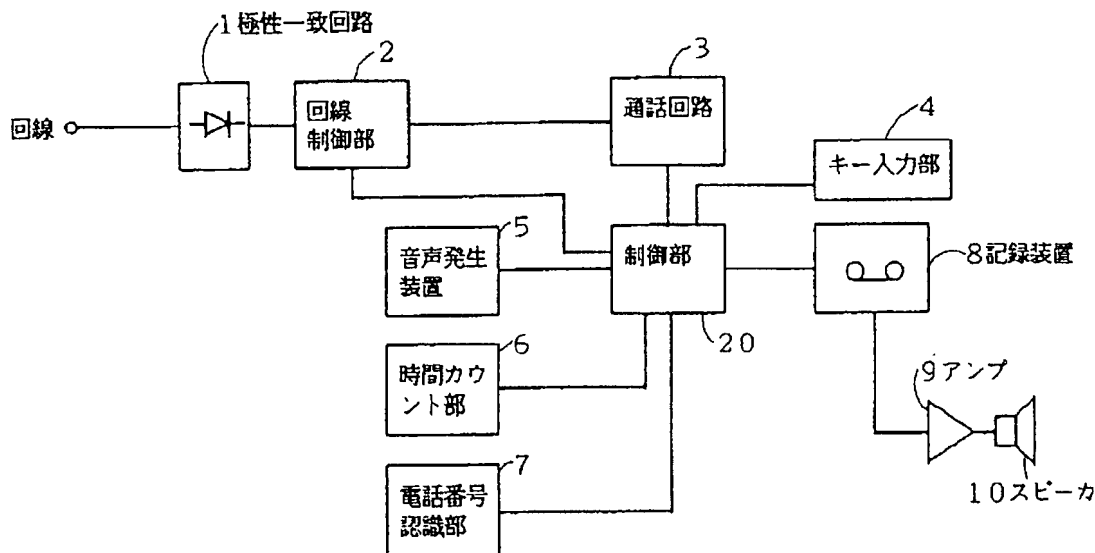 1極性一致回路
2
3
回線
回線
制御部
通話回路
4
キー入力部
5
音声発生
装置
制御部
8記録装置
20
6
時間カウ
ント部
9アンプ
7
電話番号
認識部
10スピーカ